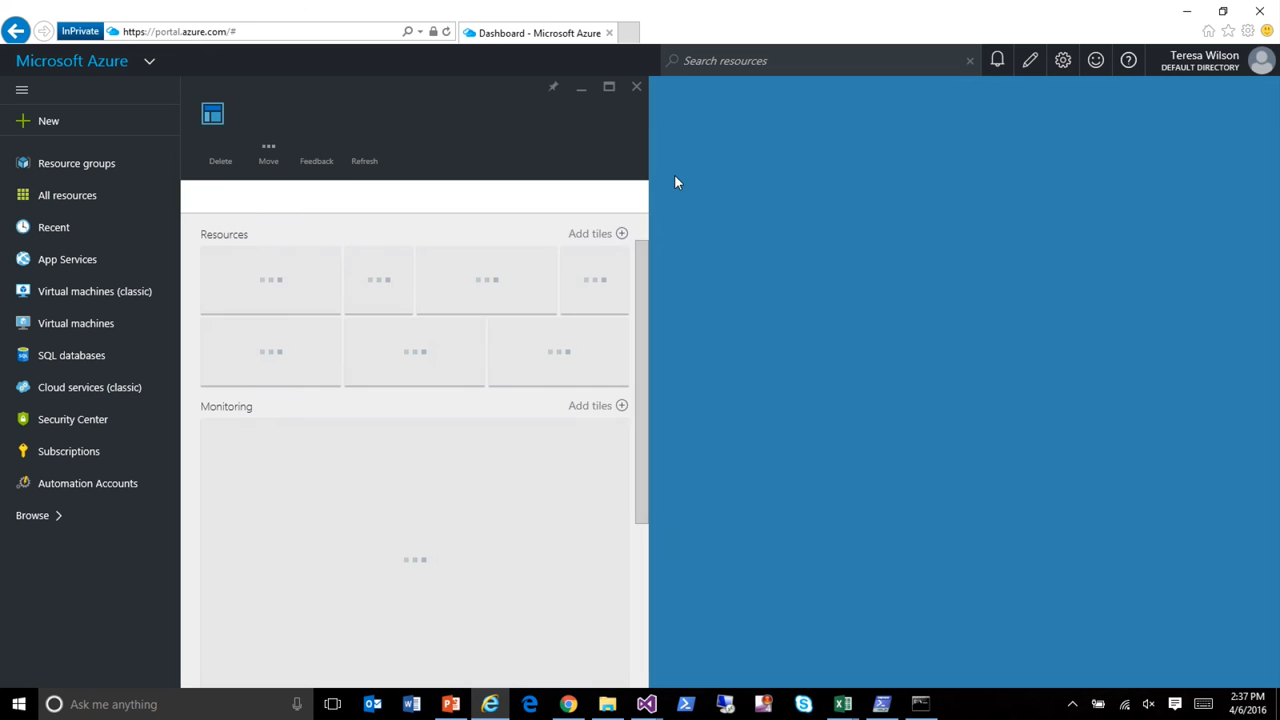 InPrivate
https://portal.azure.com/#
Dashboard - Microsoft Azure
Microsoft Azure
Search resources
Teresa Wilson
DEFAULT DIRECTORY
New
Resource groups
All resources
Recent
App Services
Virtual machines (classic)
Virtual machines
SQL databases
Cloud services (classic)
Security Center
Subscriptions
Automation Accounts
Browse
Delete
Move
Feedback
Refresh
Resources
Add tiles
Monitoring
Add tiles
Ask me anything
2:37 PM
4/6/2016